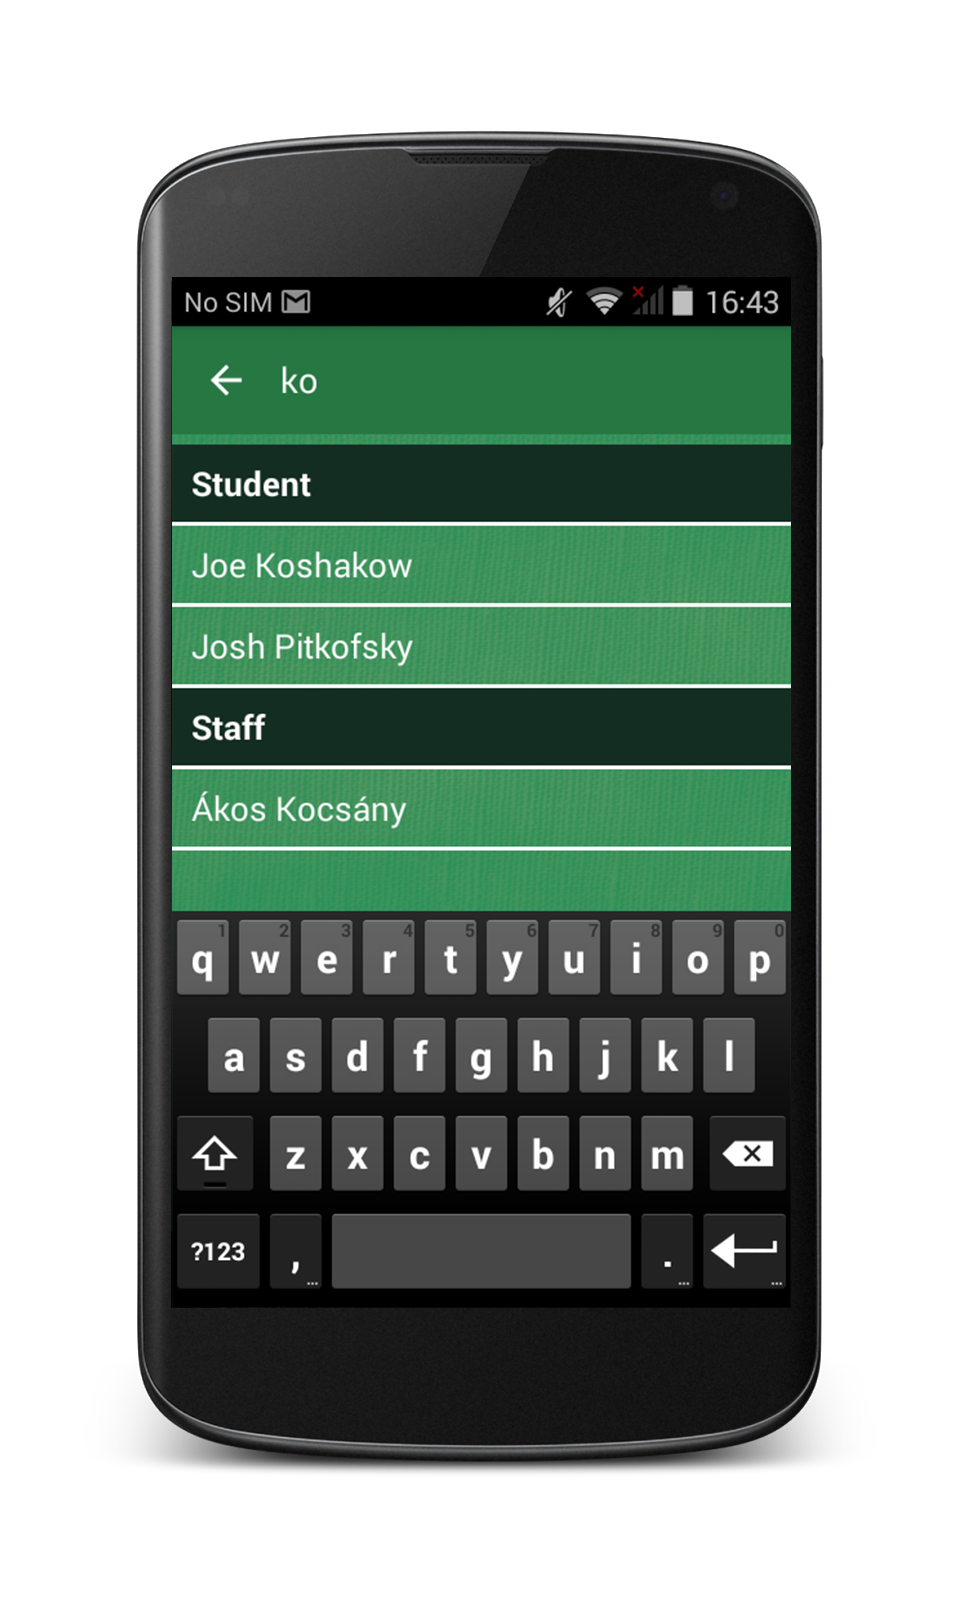 No SIM 16:43
ko
Student
Joe Koshakow
Josh Pitkofsky
Staff
Ákos Kocsány
1 2 3 4 5 6 7 8 9 0
q w e r t y u i o p
a s d f g h j k l
z x c v b n m
?123 , ... . ... ...